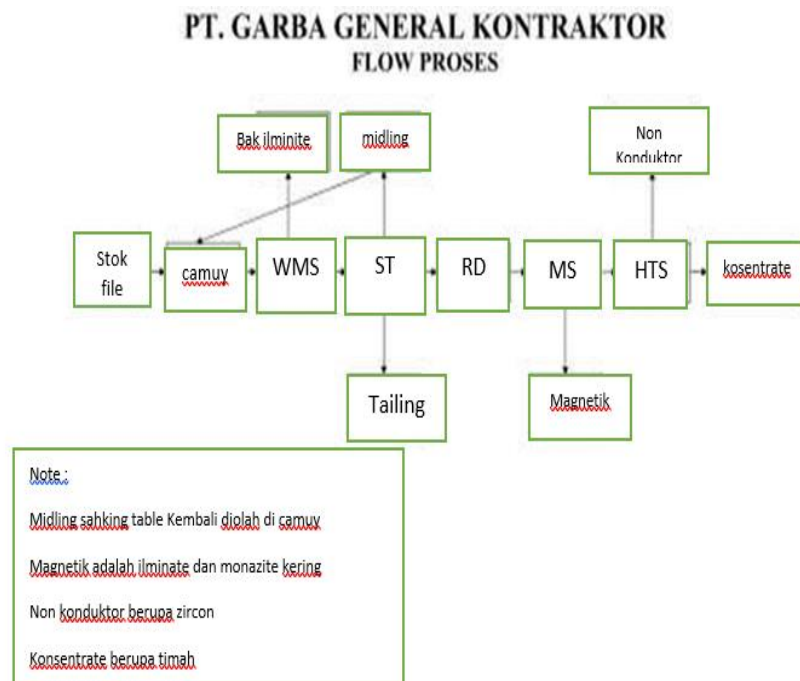 PT. GARBA GENERAL KONTRAKTOR
FLOW PROSES
Bak ilminite
midling
Non
Konduktor
Stok
file
camuy
WMS
ST
RD
MS
HTS
kosentrate
Tailing
Magnetik
Note :
Midling sahking table Kembali diolah di camuy
Magnetik adalah ilminate dan monazite kering
Non konduktor berupa zircon
Konsentrate berupa timah